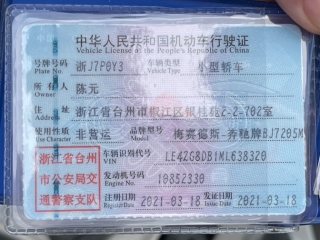 中华人民共和国机动车行驶证
Vehicle License of the People's Republic of China
号牌号码 Plate No. 浙J7P0Y3 车辆类型 Vehicle Type 小型轿车
所有人 Owner 陈元
住址 Address 浙江省台州市椒江区银桂苑2-2-702室
使用性质 Use Character 非营运 品牌型号 Model 梅赛德斯-奔驰牌BJ7205M
浙江省台州市公安局交通警察支队
车辆识别代号 VIN LE4ZG8DB1ML638320
发动机号码 Engine No. 10852330
注册日期 Register Date 2021-03-18 发证日期 Issue Date 2021-03-18